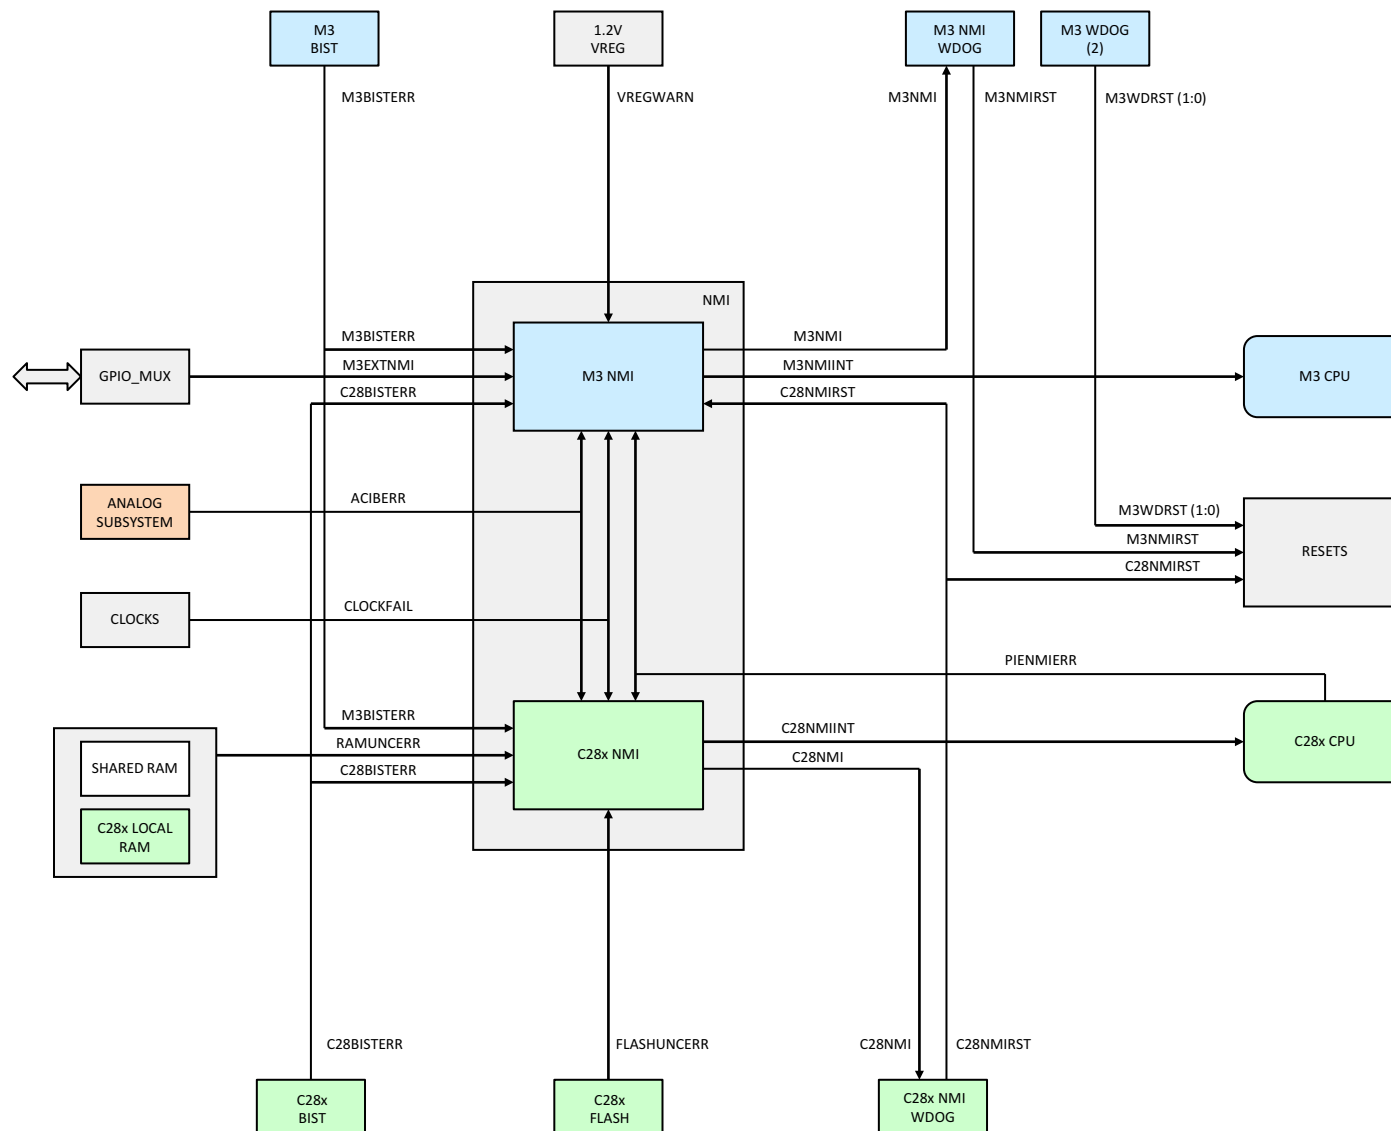 M3
BIST
1.2V
VREG
M3 NMI
WDOG
M3 WDOG
(2)
M3BISTERR
VREGWARN
M3NMI
M3NMIRST
M3WDRST (1:0)
NMI
M3BISTERR
M3EXTNMI
C28BISTERR
GPIO_MUX
M3 NMI
M3NMI
M3NMIINT
C28NMIRST
M3 CPU
ANALOG
SUBSYSTEM
ACIBERR
M3WDRST (1:0)
M3NMIRST
C28NMIRST
RESETS
CLOCKS
CLOCKFAIL
PIENMIERR
M3BISTERR
RAMUNCERR
C28BISTERR
SHARED RAM
C28x LOCAL
RAM
C28x NMI
C28NMIINT
C28NMI
C28x CPU
C28BISTERR
FLASHUNCERR
C28NMI
C28NMIRST
C28x
BIST
C28x
FLASH
C28x NMI
WDOG